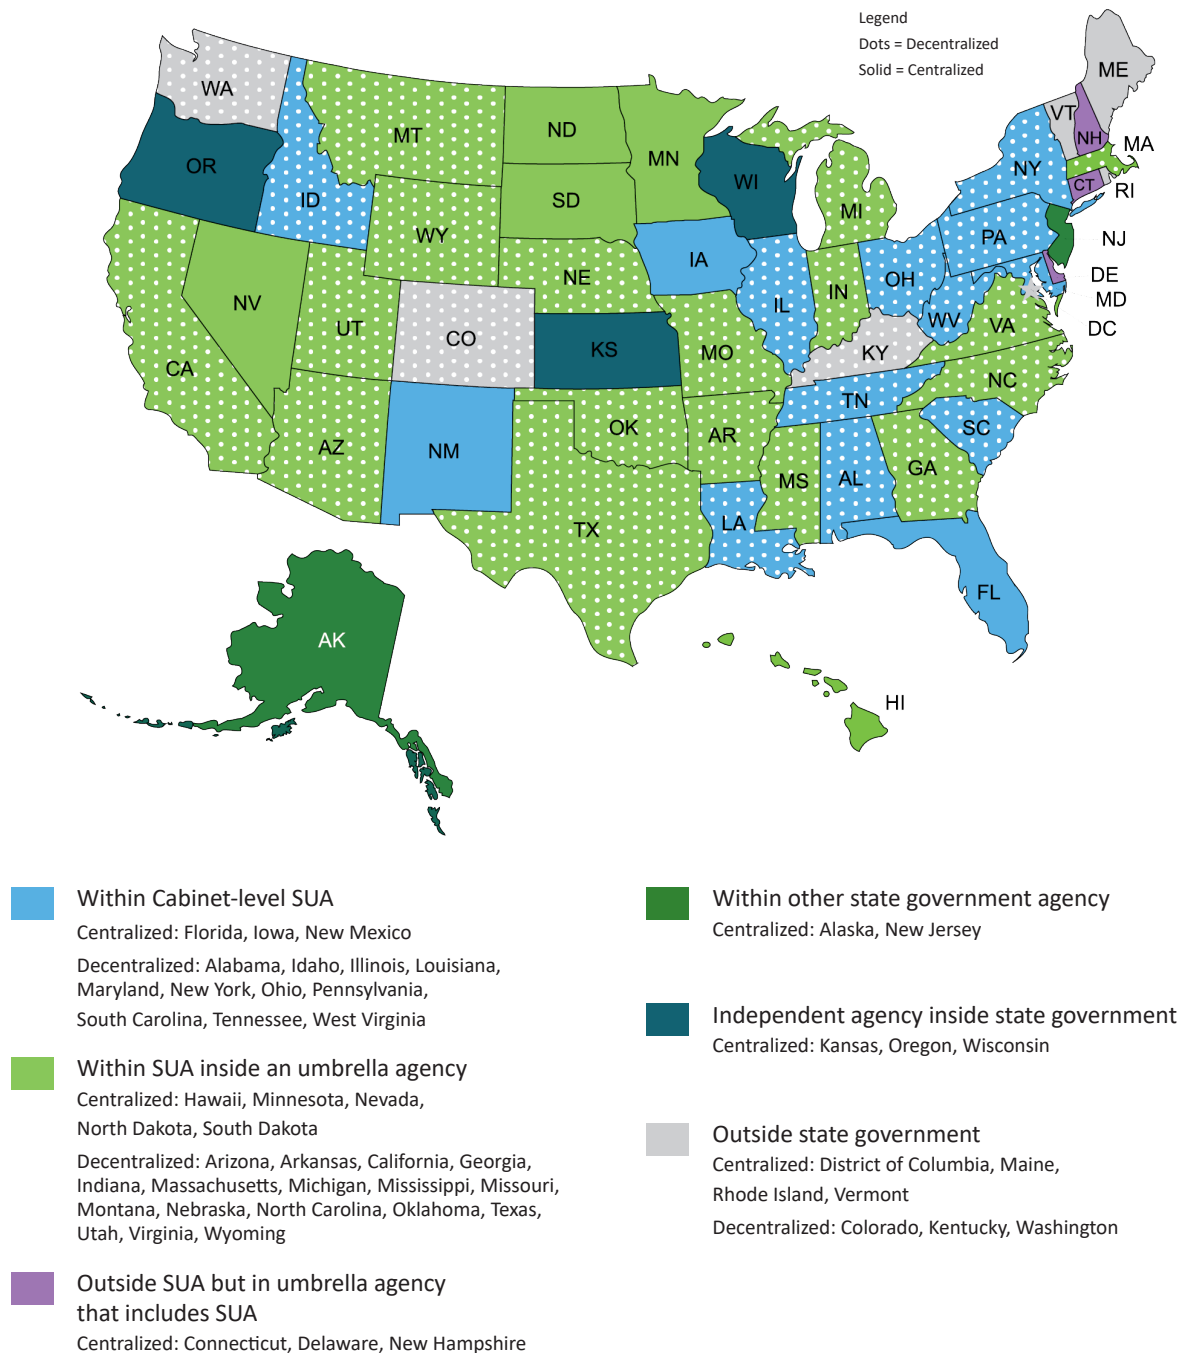 Legend
Dots = Decentralized
Solid = Centralized
WA
OR
ID
MT
WY
ND
SD
NE
MN
WI
MI
IA
IL
IN
OH
PA
NY
VT
NH
ME
MA
CT
RI
NJ
DE
MD
DC
WV
VA
KY
NC
TN
SC
GA
AL
MS
LA
AR
MO
KS
OK
TX
CO
NM
UT
AZ
NV
CA
FL
AK
HI
Within Cabinet-level SUA
Centralized: Florida, Iowa, New Mexico
Decentralized: Alabama, Idaho, Illinois, Louisiana,
Maryland, New York, Ohio, Pennsylvania,
South Carolina, Tennessee, West Virginia
Within SUA inside an umbrella agency
Centralized: Hawaii, Minnesota, Nevada,
North Dakota, South Dakota
Decentralized: Arizona, Arkansas, California, Georgia,
Indiana, Massachusetts, Michigan, Mississippi, Missouri,
Montana, Nebraska, North Carolina, Oklahoma, Texas,
Utah, Virginia, Wyoming
Outside SUA but in umbrella agency
that includes SUA
Centralized: Connecticut, Delaware, New Hampshire
Within other state government agency
Centralized: Alaska, New Jersey
Independent agency inside state government
Centralized: Kansas, Oregon, Wisconsin
Outside state government
Centralized: District of Columbia, Maine,
Rhode Island, Vermont
Decentralized: Colorado, Kentucky, Washington